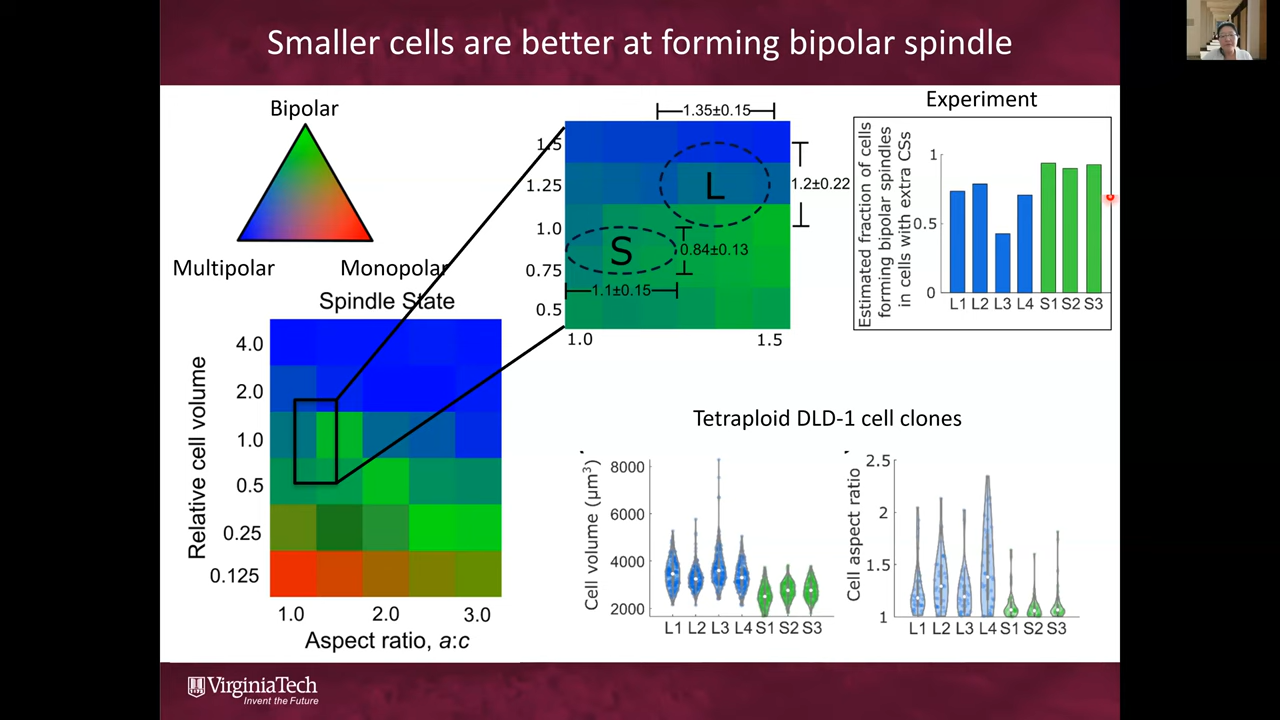 Smaller cells are better at forming bipolar spindle
Bipolar
Multipolar
Monopolar
Spindle State
Relative cell volume
4.0
2.0
1.0
0.5
0.25
0.125
1.0
2.0
3.0
Aspect ratio, a:c
1.35±0.15
1.5
1.25
1.0
0.75
0.5
L
S
1.2±0.22
0.84±0.13
1.1±0.15
1.0
1.5
Experiment
Estimated fraction of cells
forming bipolar spindles
in cells with extra CSs
1
0.5
0
L1 L2 L3 L4 S1 S2 S3
Tetraploid DLD-1 cell clones
Cell volume (µm³)
8000
6000
4000
2000
L1 L2 L3 L4 S1 S2 S3
Cell aspect ratio
2.5
2
1.5
1
L1 L2 L3 L4 S1 S2 S3
VirginiaTech
Invent the Future